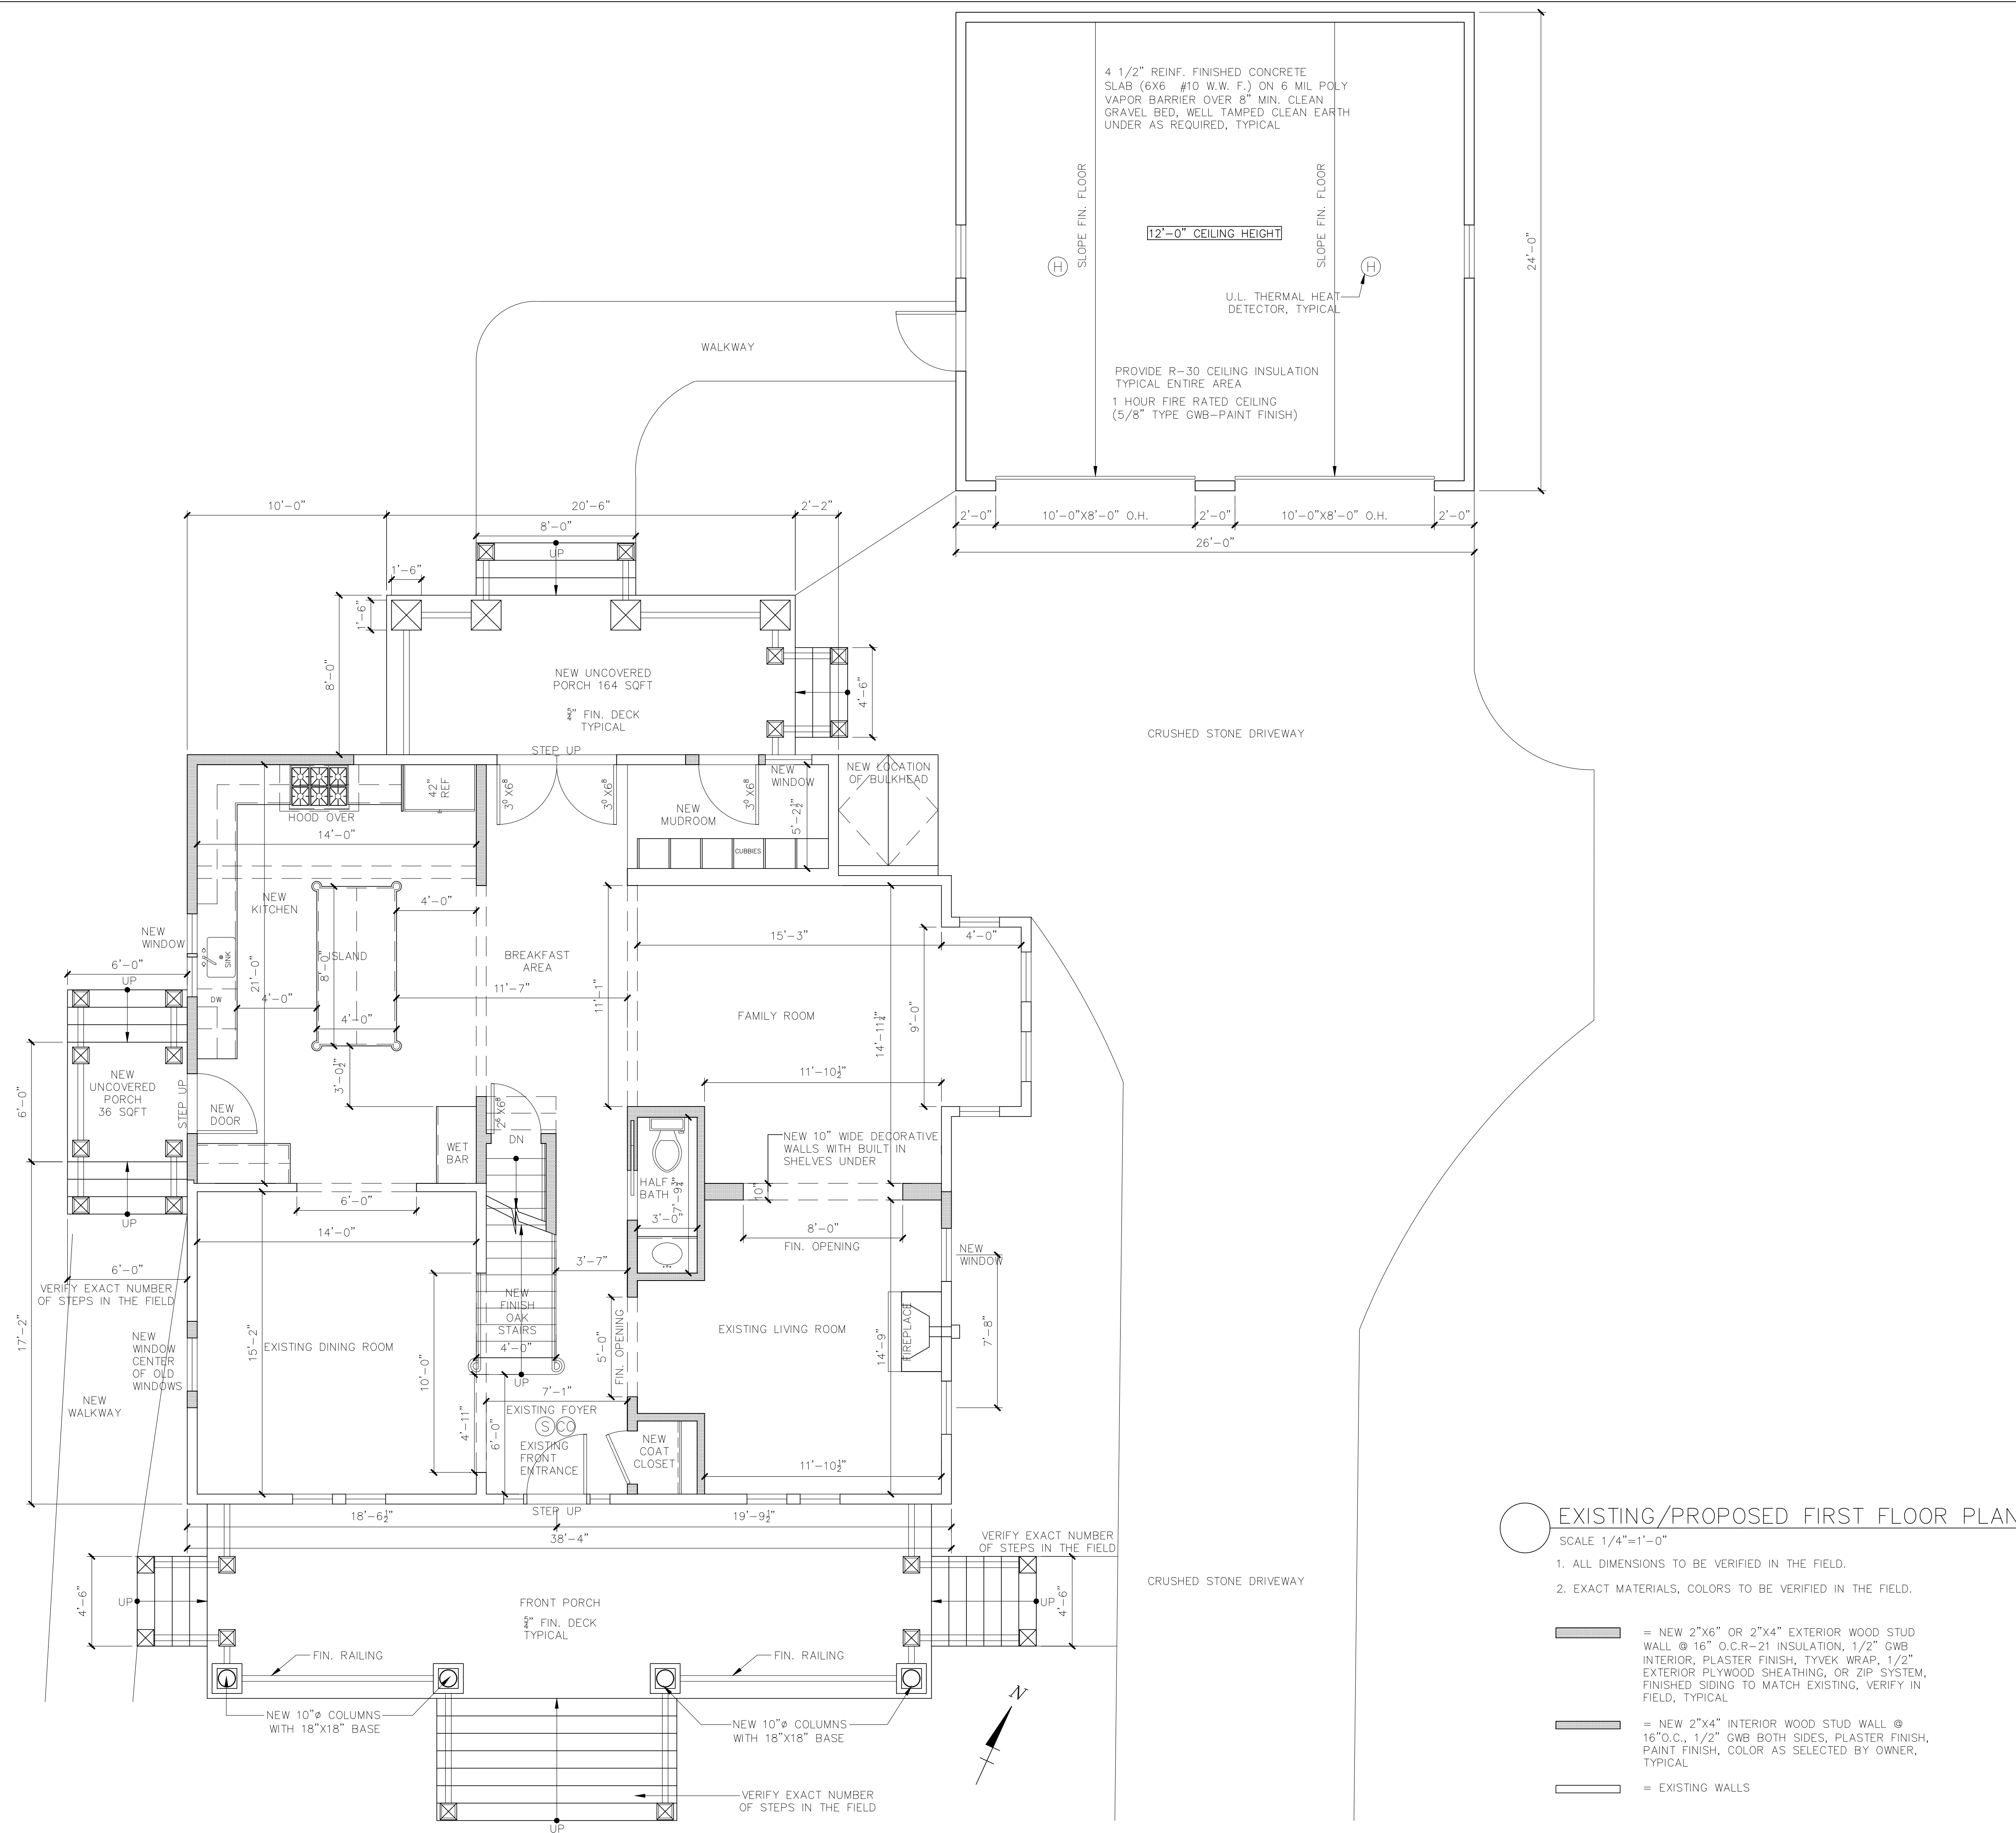 4 1/2" REINF. FINISHED CONCRETE
SLAB (6X6 #10 W.W. F.) ON 6 MIL POLY
VAPOR BARRIER OVER 8" MIN. CLEAN
GRAVEL BED, WELL TAMPED CLEAN EARTH
UNDER AS REQUIRED, TYPICAL
SLOPE FIN. FLOOR
SLOPE FIN. FLOOR
12'-0" CEILING HEIGHT
24'-0"
H
H
U.L. THERMAL HEAT
DETECTOR, TYPICAL
WALKWAY
PROVIDE R-30 CEILING INSULATION
TYPICAL ENTIRE AREA
1 HOUR FIRE RATED CEILING
(5/8" TYPE GWB-PAINT FINISH)
10'-0"
20'-6"
2'-2"
8'-0"
2'-0"
10'-0"X8'-0" O.H.
2'-0"
10'-0"X8'-0" O.H.
2'-0"
26'-0"
UP
1'-6"
1'-6"
8'-0"
NEW UNCOVERED
PORCH 164 SQFT
5/4" FIN. DECK
TYPICAL
4'-6"
CRUSHED STONE DRIVEWAY
STEP UP
42"
REF
3⁰X6⁸
3⁰X6⁸
3⁰X6⁸
NEW
WINDOW
NEW LOCATION
OF BULKHEAD
HOOD OVER
14'-0"
NEW
MUDROOM
5'-2½"
CUBBIES
NEW
KITCHEN
4'-0"
NEW
WINDOW
SINK
ISLAND
8'-0"
21'-0"
BREAKFAST
AREA
15'-3"
4'-0"
6'-0"
UP
DW
4'-0"
11'-7"
11'-1"
4'-0"
FAMILY ROOM
14'-11¼"
9'-0"
3'-0½"
11'-10½"
NEW
UNCOVERED
PORCH
36 SQFT
6'-0"
STEP UP
NEW
DOOR
2⁶X6⁸
DN
WET
BAR
NEW 10" WIDE DECORATIVE
WALLS WITH BUILT IN
SHELVES UNDER
HALF
BATH
7'-9¾"
10"
3'-0"
6'-0"
UP
14'-0"
8'-0"
FIN. OPENING
NEW
WINDOW
6'-0"
3'-7"
VERIFY EXACT NUMBER
OF STEPS IN THE FIELD
17'-2"
NEW
FINISH
OAK
STAIRS
4'-0"
UP
5'-0"
FIN. OPENING
EXISTING LIVING ROOM
FIREPLACE
7'-8"
14'-9"
NEW
WINDOW
CENTER
OF OLD
WINDOWS
15'-2"
EXISTING DINING ROOM
10'-0"
NEW
WALKWAY
7'-1"
4'-11"
6'-0"
EXISTING FOYER
S
CO
EXISTING
FRONT
ENTRANCE
NEW
COAT
CLOSET
11'-10½"
STEP UP
18'-6½"
19'-9½"
38'-4"
VERIFY EXACT NUMBER
OF STEPS IN THE FIELD
4'-6"
UP
FRONT PORCH
5/4" FIN. DECK
TYPICAL
UP
4'-6"
CRUSHED STONE DRIVEWAY
FIN. RAILING
FIN. RAILING
NEW 10"ø COLUMNS
WITH 18"X18" BASE
NEW 10"ø COLUMNS
WITH 18"X18" BASE
N
VERIFY EXACT NUMBER
OF STEPS IN THE FIELD
UP
EXISTING/PROPOSED FIRST FLOOR PLAN
SCALE 1/4"=1'-0"
1. ALL DIMENSIONS TO BE VERIFIED IN THE FIELD.
2. EXACT MATERIALS, COLORS TO BE VERIFIED IN THE FIELD.
= NEW 2"X6" OR 2"X4" EXTERIOR WOOD STUD
WALL @ 16" O.C.R-21 INSULATION, 1/2" GWB
INTERIOR, PLASTER FINISH, TYVEK WRAP, 1/2"
EXTERIOR PLYWOOD SHEATHING, OR ZIP SYSTEM,
FINISHED SIDING TO MATCH EXISTING, VERIFY IN
FIELD, TYPICAL
= NEW 2"X4" INTERIOR WOOD STUD WALL @
16"O.C., 1/2" GWB BOTH SIDES, PLASTER FINISH,
PAINT FINISH, COLOR AS SELECTED BY OWNER,
TYPICAL
= EXISTING WALLS